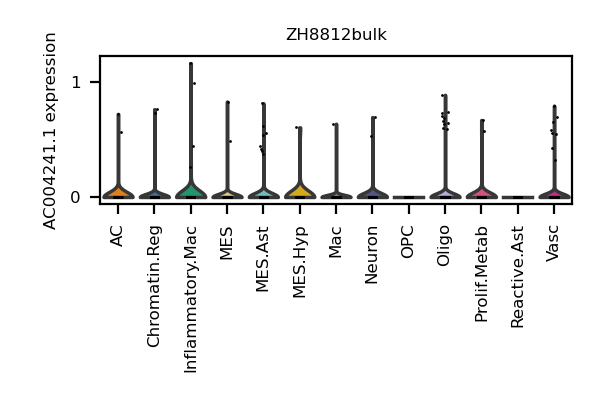 ZH8812bulk
AC004241.1 expression
1
0
AC
Chromatin.Reg
Inflammatory.Mac
MES
MES.Ast
MES.Hyp
Mac
Neuron
OPC
Oligo
Prolif.Metab
Reactive.Ast
Vasc